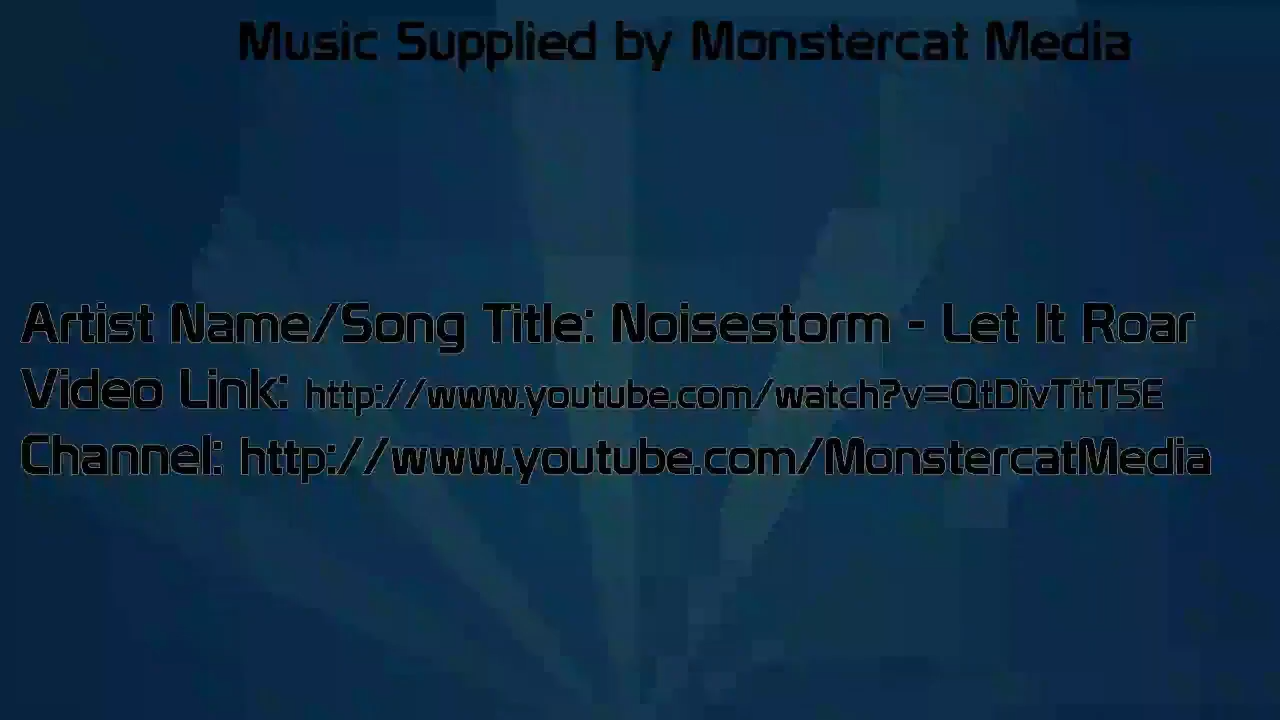 Music Supplied by Monstercat Media
Artist Name/Song Title: Noisestorm - Let It Roar
Video Link: http://www.youtube.com/watch?v=QtDivTitT5E
Channel: http://www.youtube.com/MonstercatMedia